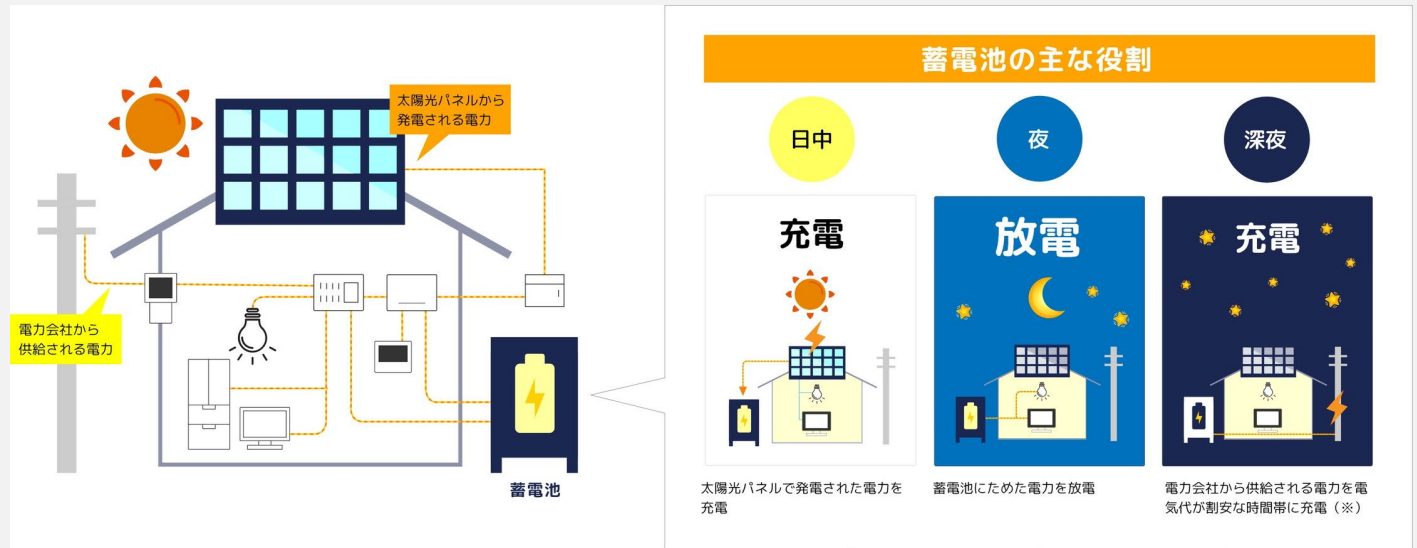 太陽光パネルから
発電される電力
電力会社から
供給される電力
蓄電池
蓄電池の主な役割
日中
夜
深夜
充電
放電
充電
太陽光パネルで発電された電力を
充電
蓄電池にためた電力を放電
電力会社から供給される電力を電
気代が割安な時間帯に充電（※）